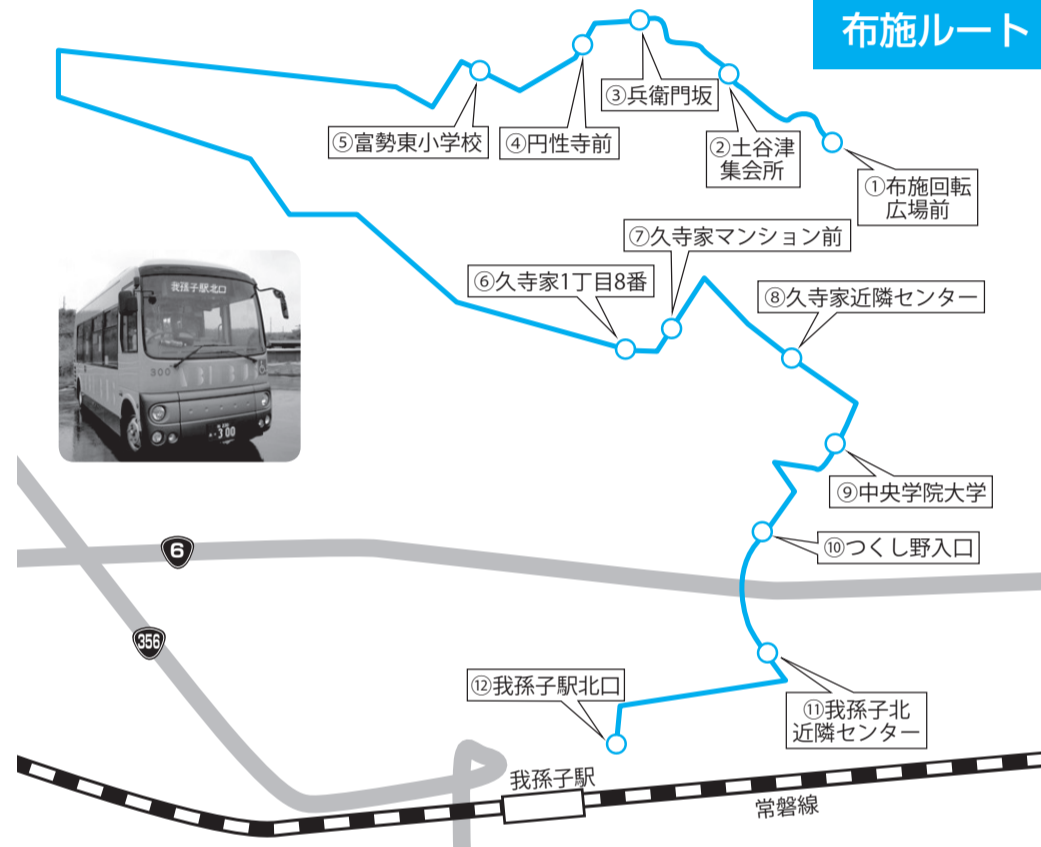 布施ルート
③兵衛門坂
⑤富勢東小学校
④円性寺前
②土谷津
集会所
①布施回転
広場前
⑦久寺家マンション前
⑥久寺家1丁目8番
⑧久寺家近隣センター
我孫子駅北口
300
300
⑨中央学院大学
⑩つくし野入口
6
356
⑫我孫子駅北口
⑪我孫子北
近隣センター
我孫子駅
常磐線